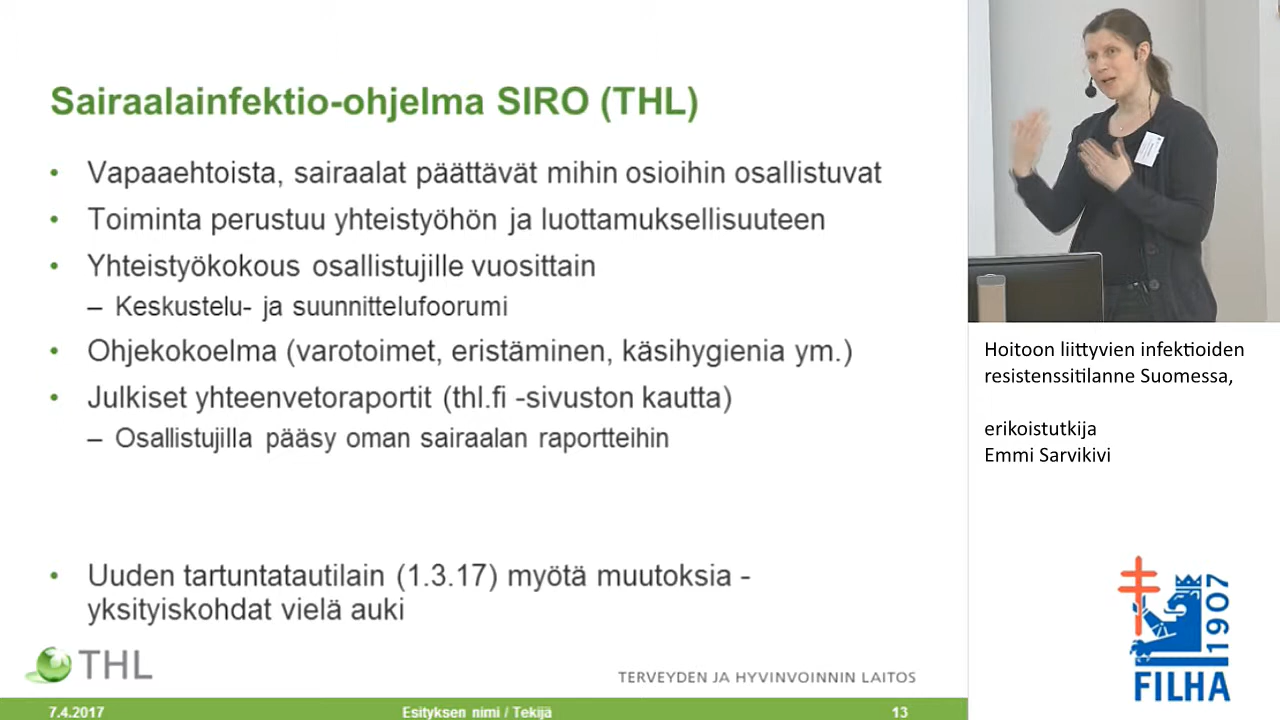 Sairaalainfektio-ohjelma SIRO (THL)
• Vapaaehtoista, sairaalat päättävät mihin osioihin osallistuvat
• Toiminta perustuu yhteistyöhön ja luottamuksellisuuteen
• Yhteistyökokous osallistujille vuosittain
– Keskustelu- ja suunnittelufoorumi
• Ohjekokoelma (varotoimet, eristäminen, käsihygienia ym.)
• Julkiset yhteenvetoraportit (thl.fi -sivuston kautta)
– Osallistujilla pääsy oman sairaalan raportteihin
• Uuden tartuntatautilain (1.3.17) myötä muutoksia -
yksityiskohdat vielä auki
THL
TERVEYDEN JA HYVINVOINNIN LAITOS
7.4.2017 Esityksen nimi / Tekijä 13
Hoitoon liittyvien infektioiden
resistenssitilanne Suomessa,
erikoistutkija
Emmi Sarvikivi
1907
FILHA